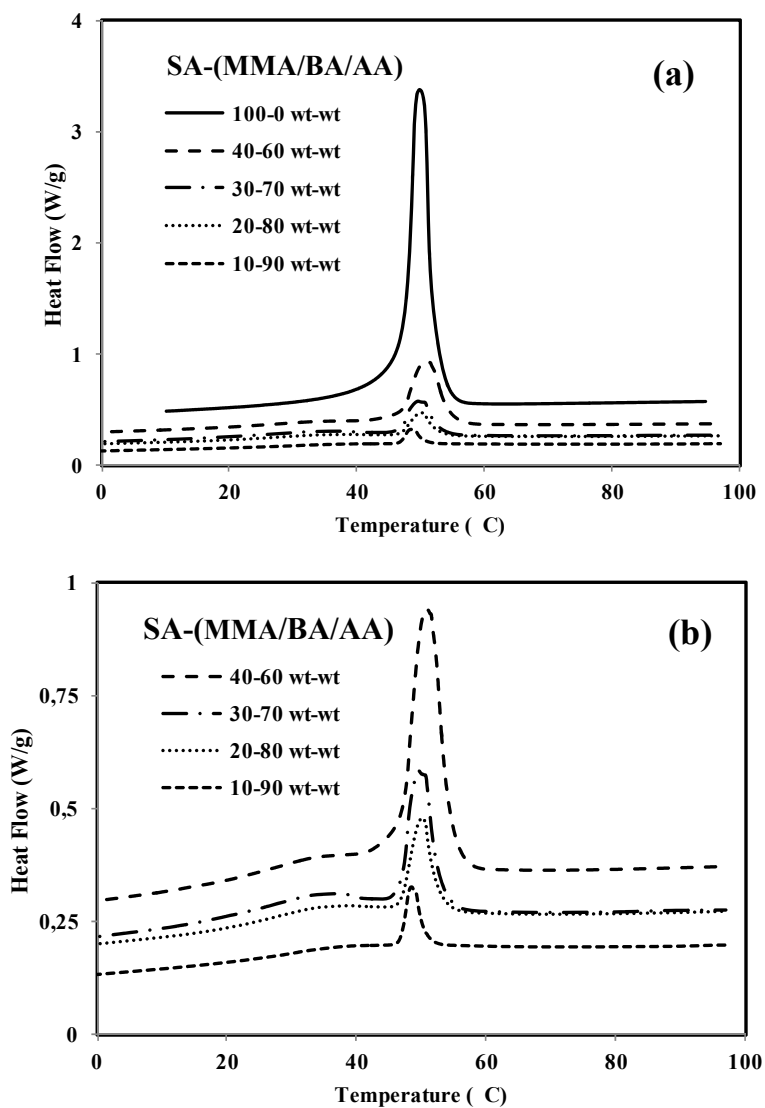 4
SA-(MMA/BA/AA)
(a)
100-0 wt-wt
40-60 wt-wt
30-70 wt-wt
20-80 wt-wt
10-90 wt-wt
3
2
1
0
Heat Flow (W/g)
0 20 40 60 80 100
Temperature ( C)
1
SA-(MMA/BA/AA)
(b)
40-60 wt-wt
30-70 wt-wt
20-80 wt-wt
10-90 wt-wt
0,75
0,5
0,25
0
Heat Flow (W/g)
0 20 40 60 80 100
Temperature ( C)